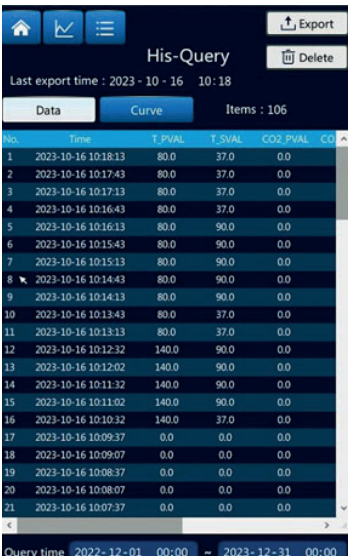 Export
His-Query
Delete
Last export time : 2023 - 10 - 16 10 : 18
Data Curve Items : 106
No. Time T_PVAL T_SVAL CO2_PVAL CO
1 2023-10-16 10:18:13 80.0 37.0 0.0
2 2023-10-16 10:17:43 80.0 37.0 0.0
3 2023-10-16 10:17:13 80.0 37.0 0.0
4 2023-10-16 10:16:43 80.0 37.0 0.0
5 2023-10-16 10:16:13 80.0 90.0 0.0
6 2023-10-16 10:15:43 80.0 90.0 0.0
7 2023-10-16 10:15:13 80.0 90.0 0.0
8 2023-10-16 10:14:43 80.0 90.0 0.0
9 2023-10-16 10:14:13 80.0 90.0 0.0
10 2023-10-16 10:13:43 80.0 37.0 0.0
11 2023-10-16 10:13:13 80.0 37.0 0.0
12 2023-10-16 10:12:32 140.0 90.0 0.0
13 2023-10-16 10:12:02 140.0 90.0 0.0
14 2023-10-16 10:11:32 140.0 90.0 0.0
15 2023-10-16 10:11:02 140.0 90.0 0.0
16 2023-10-16 10:10:32 140.0 37.0 0.0
17 2023-10-16 10:09:37 0.0 0.0 0.0
18 2023-10-16 10:09:07 0.0 0.0 0.0
19 2023-10-16 10:08:37 0.0 0.0 0.0
20 2023-10-16 10:08:07 0.0 0.0 0.0
21 2023-10-16 10:07:37 0.0 0.0 0.0
Query time 2022- 12- 01 00: 00 ~ 2023- 12- 31 00: 00